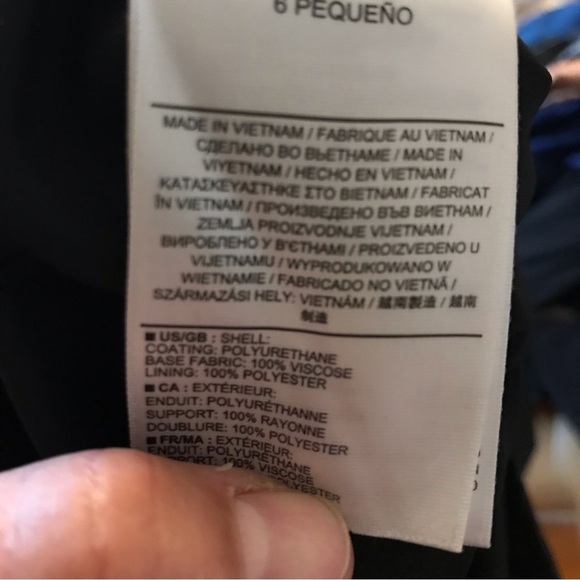 6 PEQUEÑO
MADE IN VIETNAM / FABRIQUE AU VIETNAM /
СДЕЛАНО ВО ВЬЕТНАМЕ / MADE IN
VIYETNAM / HECHO EN VIETNAM /
ΚΑΤΑΣΚΕΥΑΣΤΗΚΕ ΣΤΟ ΒΙΕΤΝΑΜ / FABRICAT
ÎN VIETNAM / ПРОИЗВЕДЕНО ВЪВ ВИЕТНАМ /
ZEMLJA PROIZVODNJE VIJETNAM /
ВИРОБЛЕНО У В'ЄТНАМІ / PROIZVEDENO U
VIJETNAMU / WYPRODUKOWANO W
WIETNAMIE / FABRICADO NO VIETNÃ /
SZÁRMAZÁSI HELY: VIETNÁM / 越南製造 / 越南
制造
■ US/GB : SHELL:
COATING: POLYURETHANE
BASE FABRIC: 100% VISCOSE
LINING: 100% POLYESTER
■ CA : EXTÉRIEUR:
ENDUIT: POLYURÉTHANNE
SUPPORT: 100% RAYONNE
DOUBLURE: 100% POLYESTER
■ FR/MA : EXTÉRIEUR:
ENDUIT: POLYURÉTHANE
100% VISCOSE
POLYESTER